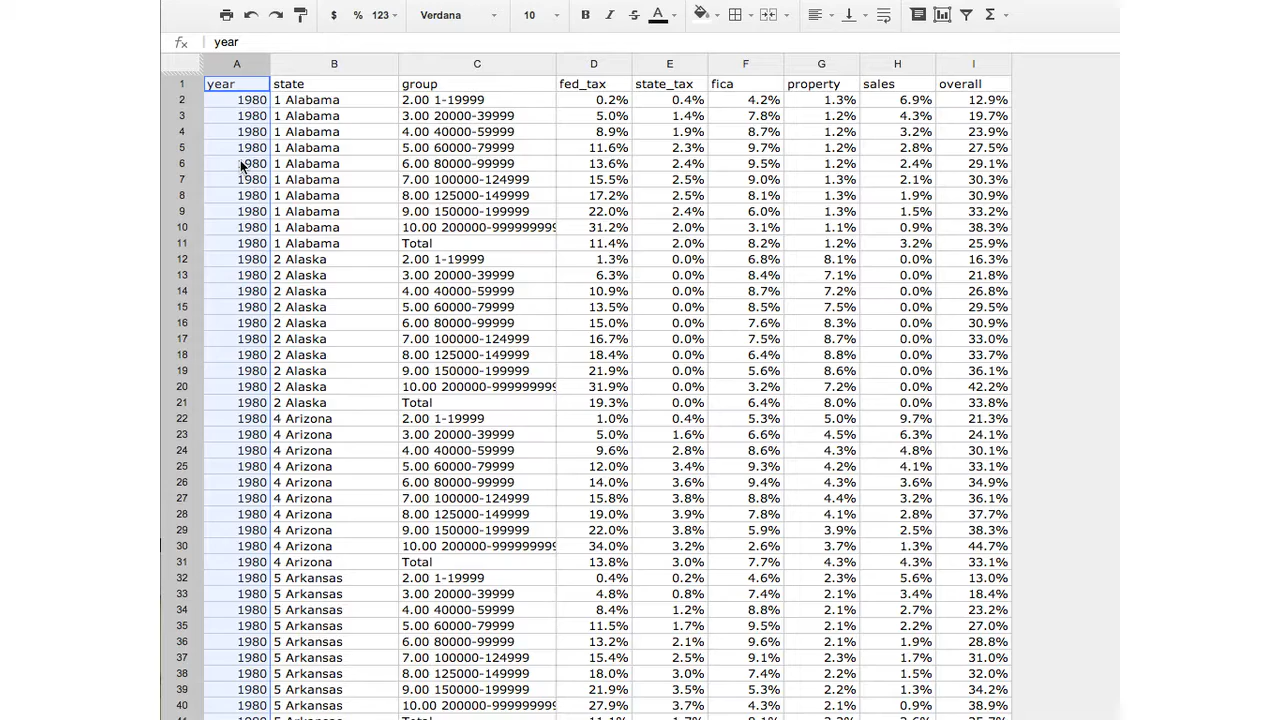 $ % 123 Verdana 10 B I S A Σ
fx year
A B C D E F G H I
1 year state group fed_tax state_tax fica property sales overall
2 1980 1 Alabama 2.00 1-19999 0.2% 0.4% 4.2% 1.3% 6.9% 12.9%
3 1980 1 Alabama 3.00 20000-39999 5.0% 1.4% 7.8% 1.2% 4.3% 19.7%
4 1980 1 Alabama 4.00 40000-59999 8.9% 1.9% 8.7% 1.2% 3.2% 23.9%
5 1980 1 Alabama 5.00 60000-79999 11.6% 2.3% 9.7% 1.2% 2.8% 27.5%
6 1980 1 Alabama 6.00 80000-99999 13.6% 2.4% 9.5% 1.2% 2.4% 29.1%
7 1980 1 Alabama 7.00 100000-124999 15.5% 2.5% 9.0% 1.3% 2.1% 30.3%
8 1980 1 Alabama 8.00 125000-149999 17.2% 2.5% 8.1% 1.3% 1.9% 30.9%
9 1980 1 Alabama 9.00 150000-199999 22.0% 2.4% 6.0% 1.3% 1.5% 33.2%
10 1980 1 Alabama 10.00 200000-999999999 31.2% 2.0% 3.1% 1.1% 0.9% 38.3%
11 1980 1 Alabama Total 11.4% 2.0% 8.2% 1.2% 3.2% 25.9%
12 1980 2 Alaska 2.00 1-19999 1.3% 0.0% 6.8% 8.1% 0.0% 16.3%
13 1980 2 Alaska 3.00 20000-39999 6.3% 0.0% 8.4% 7.1% 0.0% 21.8%
14 1980 2 Alaska 4.00 40000-59999 10.9% 0.0% 8.7% 7.2% 0.0% 26.8%
15 1980 2 Alaska 5.00 60000-79999 13.5% 0.0% 8.5% 7.5% 0.0% 29.5%
16 1980 2 Alaska 6.00 80000-99999 15.0% 0.0% 7.6% 8.3% 0.0% 30.9%
17 1980 2 Alaska 7.00 100000-124999 16.7% 0.0% 7.5% 8.7% 0.0% 33.0%
18 1980 2 Alaska 8.00 125000-149999 18.4% 0.0% 6.4% 8.8% 0.0% 33.7%
19 1980 2 Alaska 9.00 150000-199999 21.9% 0.0% 5.6% 8.6% 0.0% 36.1%
20 1980 2 Alaska 10.00 200000-999999999 31.9% 0.0% 3.2% 7.2% 0.0% 42.2%
21 1980 2 Alaska Total 19.3% 0.0% 6.4% 8.0% 0.0% 33.8%
22 1980 4 Arizona 2.00 1-19999 1.0% 0.4% 5.3% 5.0% 9.7% 21.3%
23 1980 4 Arizona 3.00 20000-39999 5.0% 1.6% 6.6% 4.5% 6.3% 24.1%
24 1980 4 Arizona 4.00 40000-59999 9.6% 2.8% 8.6% 4.3% 4.8% 30.1%
25 1980 4 Arizona 5.00 60000-79999 12.0% 3.4% 9.3% 4.2% 4.1% 33.1%
26 1980 4 Arizona 6.00 80000-99999 14.0% 3.6% 9.4% 4.3% 3.6% 34.9%
27 1980 4 Arizona 7.00 100000-124999 15.8% 3.8% 8.8% 4.4% 3.2% 36.1%
28 1980 4 Arizona 8.00 125000-149999 19.0% 3.9% 7.8% 4.1% 2.8% 37.7%
29 1980 4 Arizona 9.00 150000-199999 22.0% 3.8% 5.9% 3.9% 2.5% 38.3%
30 1980 4 Arizona 10.00 200000-999999999 34.0% 3.2% 2.6% 3.7% 1.3% 44.7%
31 1980 4 Arizona Total 13.8% 3.0% 7.7% 4.3% 4.3% 33.1%
32 1980 5 Arkansas 2.00 1-19999 0.4% 0.2% 4.6% 2.3% 5.6% 13.0%
33 1980 5 Arkansas 3.00 20000-39999 4.8% 0.8% 7.4% 2.1% 3.4% 18.4%
34 1980 5 Arkansas 4.00 40000-59999 8.4% 1.2% 8.8% 2.1% 2.7% 23.2%
35 1980 5 Arkansas 5.00 60000-79999 11.5% 1.7% 9.5% 2.1% 2.2% 27.0%
36 1980 5 Arkansas 6.00 80000-99999 13.2% 2.1% 9.6% 2.1% 1.9% 28.8%
37 1980 5 Arkansas 7.00 100000-124999 15.4% 2.5% 9.1% 2.3% 1.7% 31.0%
38 1980 5 Arkansas 8.00 125000-149999 18.0% 3.0% 7.4% 2.2% 1.5% 32.0%
39 1980 5 Arkansas 9.00 150000-199999 21.9% 3.5% 5.3% 2.2% 1.3% 34.2%
40 1980 5 Arkansas 10.00 200000-999999999 27.9% 3.7% 4.3% 2.1% 0.9% 38.9%